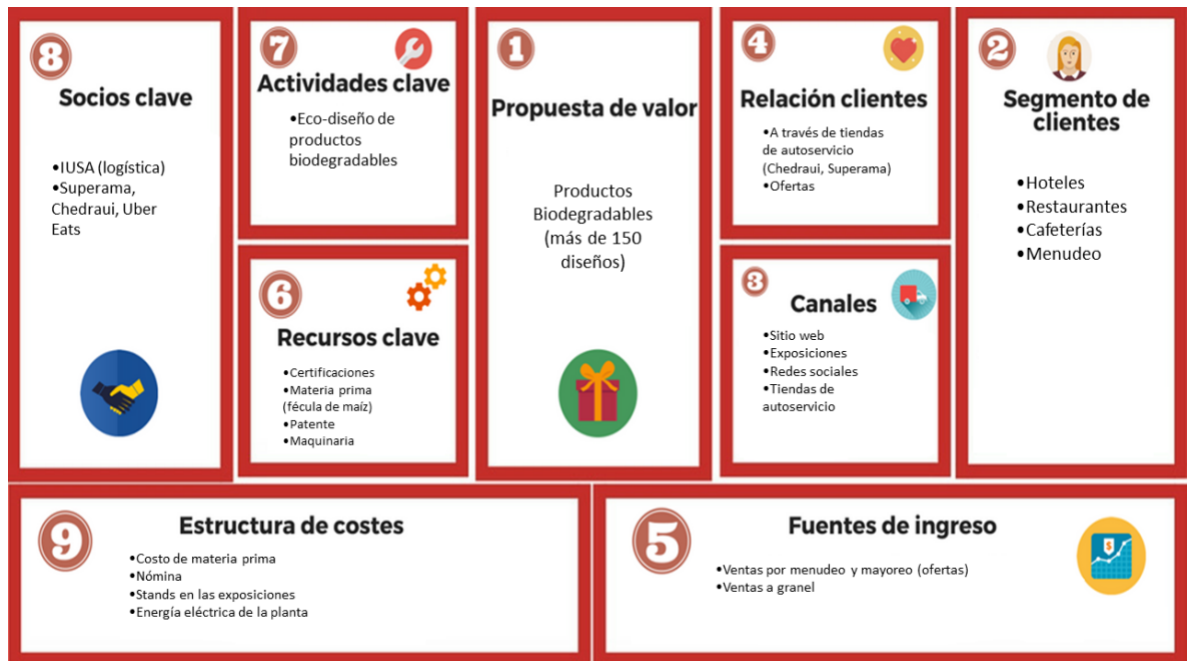 8
Socios clave
•IUSA (logística)
•Superama,
Chedraui, Uber
Eats
7
Actividades clave
•Eco-diseño de
productos
biodegradables
6
Recursos clave
•Certificaciones
•Materia prima
(fécula de maíz)
•Patente
•Maquinaria
1
Propuesta de valor
Productos
Biodegradables
(más de 150
diseños)
4
Relación clientes
•A través de tiendas
de autoservicio
(Chedraui, Superama)
•Ofertas
3
Canales
•Sitio web
•Exposiciones
•Redes sociales
•Tiendas de
autoservicio
2
Segmento de
clientes
•Hoteles
•Restaurantes
•Cafeterías
•Menudeo
9
Estructura de costes
•Costo de materia prima
•Nómina
•Stands en las exposiciones
•Energía eléctrica de la planta
5
Fuentes de ingreso
$
•Ventas por menudeo y mayoreo (ofertas)
•Ventas a granel